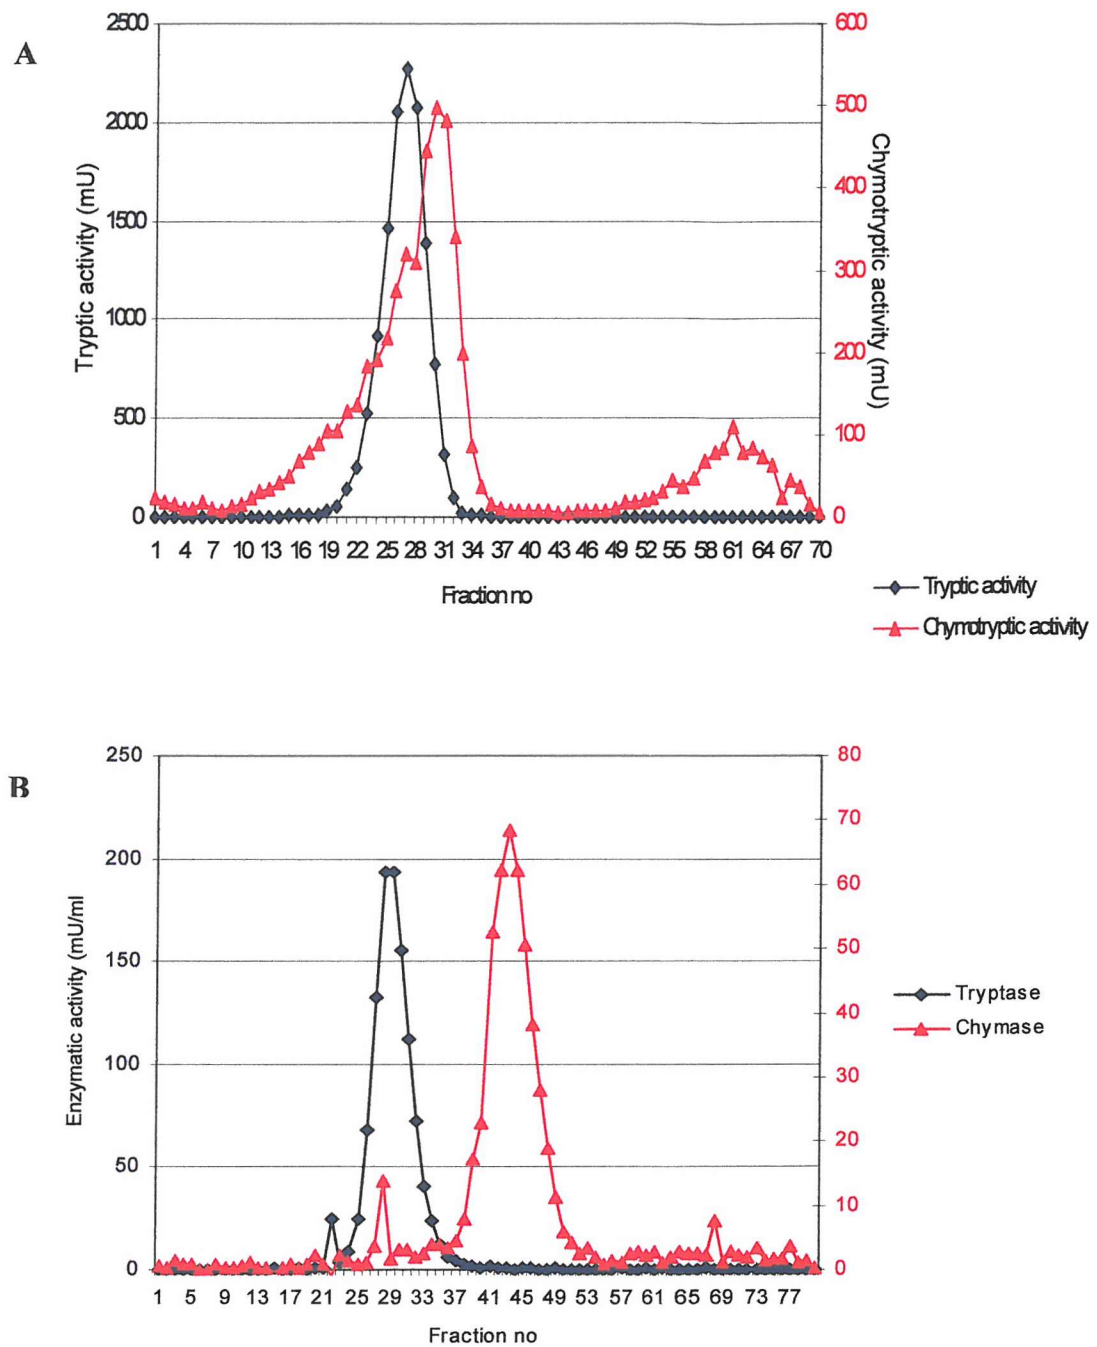 A
2500
2000
1500
1000
500
0
Tryptic activity (mU)
600
500
400
300
200
100
0
Chymotryptic activity (mU)
1 4 7 10 13 16 19 22 25 28 31 34 37 40 43 46 49 52 55 58 61 64 67 70
Fraction no
Tryptic activity
Chymotryptic activity
B
250
200
150
100
50
0
Enzymatic activity (mU/ml
80
70
60
50
40
30
20
10
0
1 5 9 13 17 21 25 29 33 37 41 45 49 53 57 61 65 69 73 77
Fraction no
Tryptase
Chymase